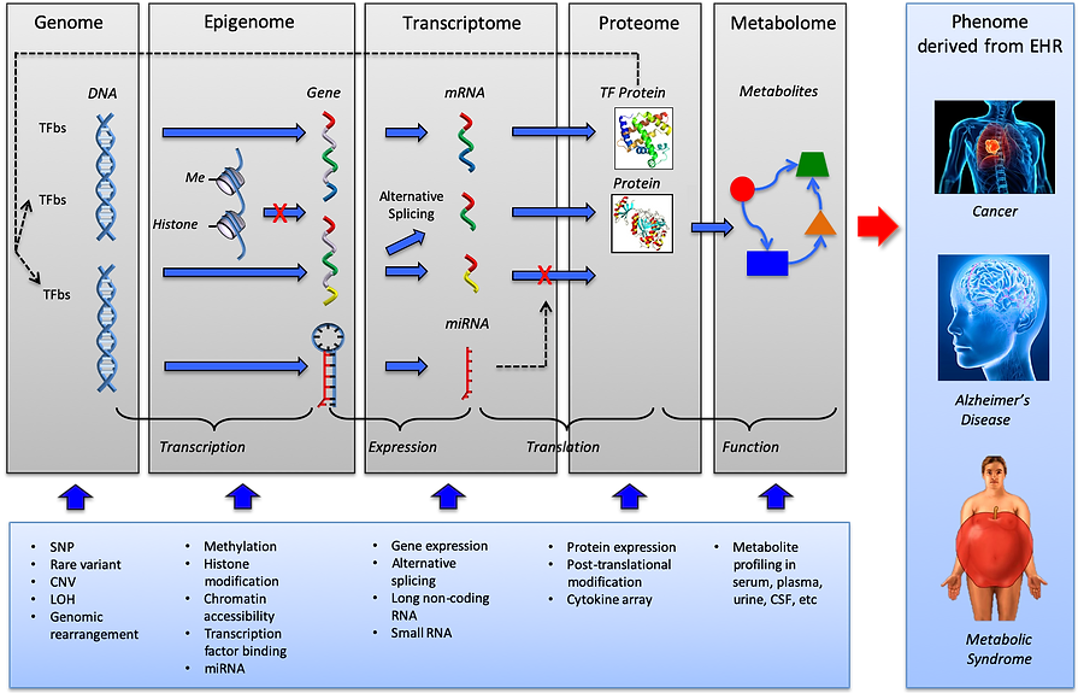 Genome
Epigenome
Transcriptome
Proteome
Metabolome
Phenome
derived from EHR
DNA
Gene
mRNA
TF Protein
Metabolites
TFbs
Me
TFbs
Histone
Alternative
Splicing
Protein
TFbs
X
X
miRNA
Cancer
Alzheimer's
Disease
Metabolic
Syndrome
Transcription
Expression
Translation
Function
• SNP
• Rare variant
• CNV
• LOH
• Genomic
rearrangement
• Methylation
• Histone
modification
• Chromatin
accessibility
• Transcription
factor binding
• miRNA
• Gene expression
• Alternative
splicing
• Long non-coding
RNA
• Small RNA
• Protein expression
• Post-translational
modification
• Cytokine array
• Metabolite
profiling in
serum, plasma,
urine, CSF, etc